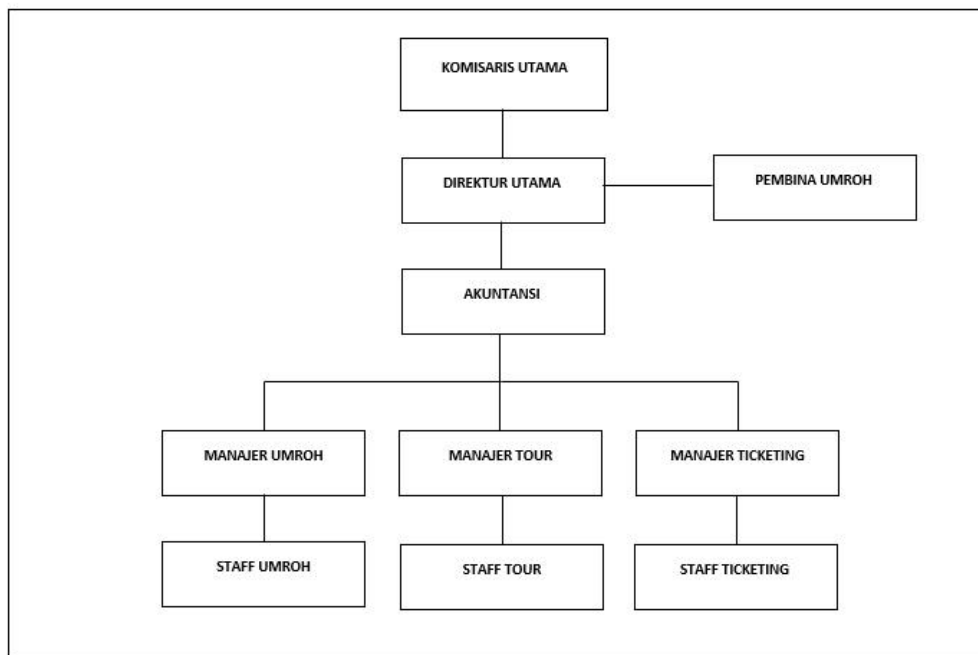 KOMISARIS UTAMA
DIREKTUR UTAMA
PEMBINA UMROH
AKUNTANSI
MANAJER UMROH
MANAJER TOUR
MANAJER TICKETING
STAFF UMROH
STAFF TOUR
STAFF TICKETING